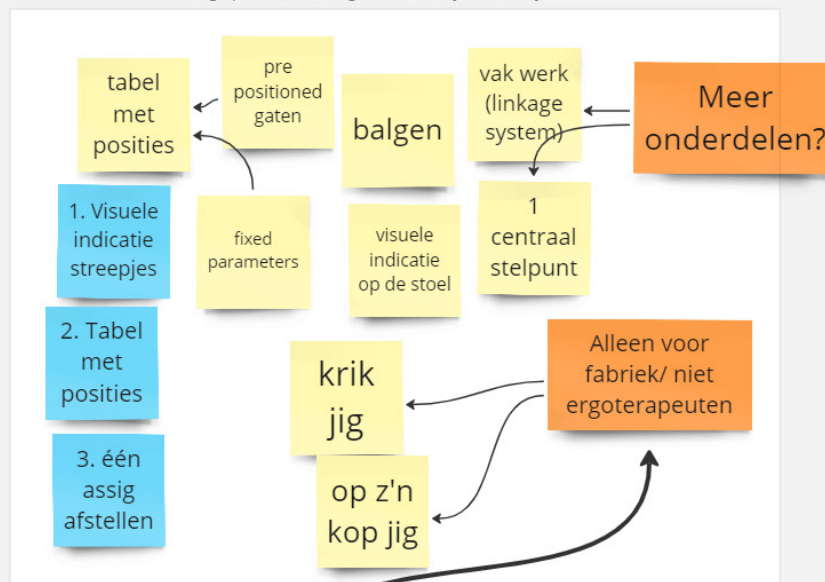 tabel
met
posities
pre
positioned
gaten
balgen
vak werk
(linkage
system)
Meer
onderdelen?
1. Visuele
indicatie
streepjes
fixed
parameters
visuele
indicatie
op de stoel
1
centraal
stelpunt
2. Tabel
met
posities
krik
jig
Alleen voor
fabriek/ niet
ergoterapeuten
3. één
assig
afstellen
op z'n
kop jig